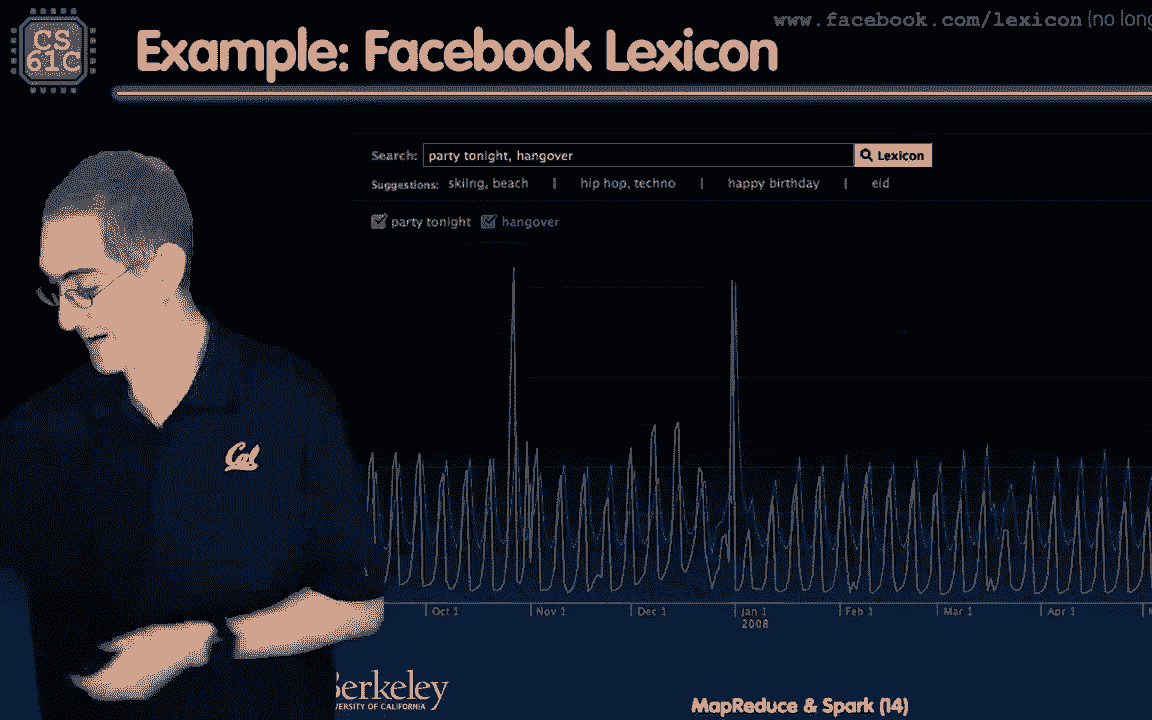 www.facebook.com/lexicon (no long
CS
61C
Example: Facebook Lexicon
Search: party tonight, hangover Lexicon
Suggestions: skiing, beach | hip hop, techno | happy birthday | eid
party tonight hangover
Cal
Oct 1 Nov 1 Dec 1 Jan 1 Feb 1 Mar 1 Apr 1
2008
Berkeley
VERSITY OF CALIFORNIA
MapReduce & Spark (14)